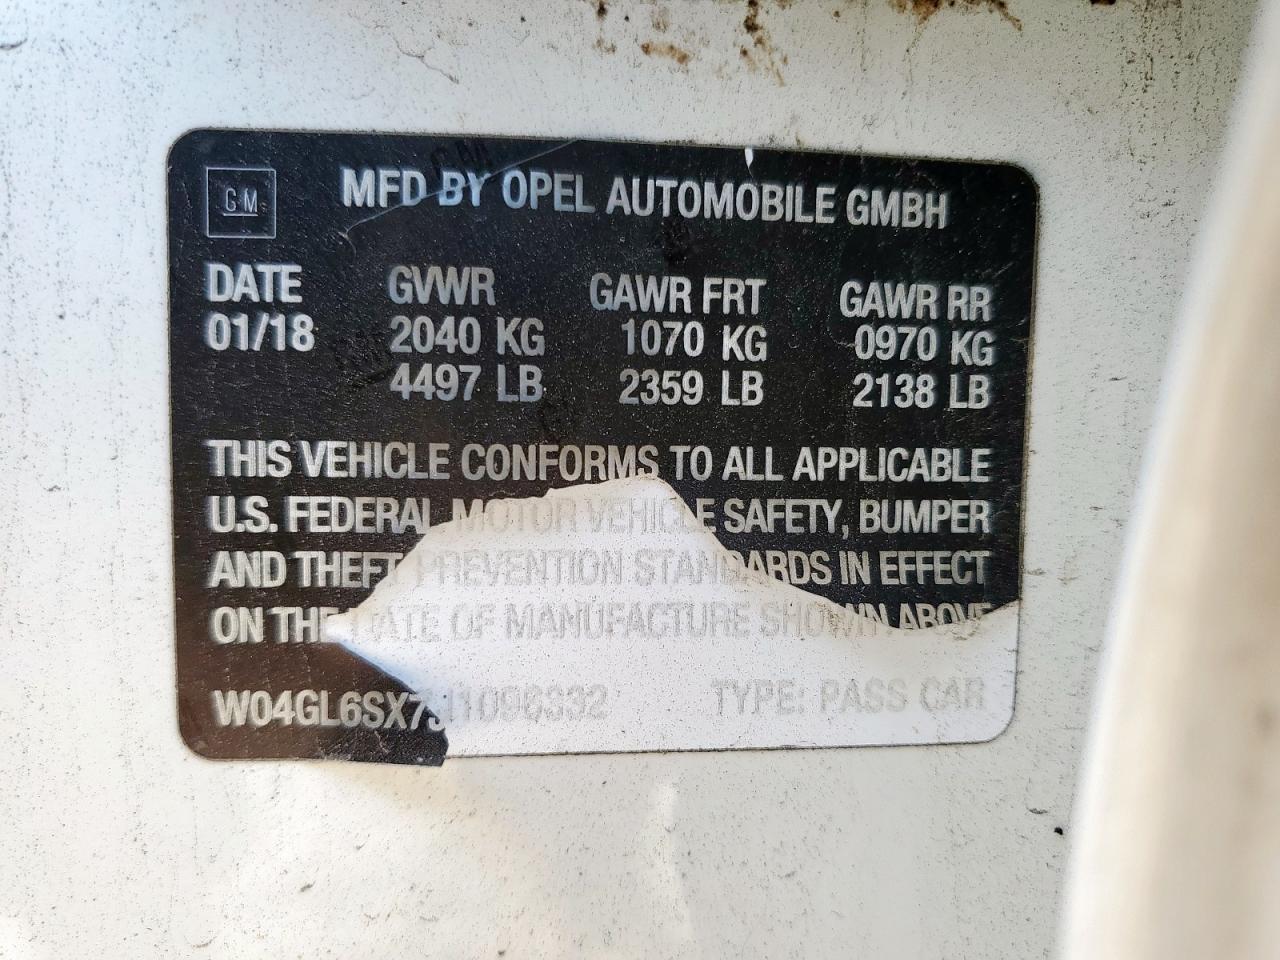 GM MFD BY OPEL AUTOMOBILE GMBH
DATE GVWR GAWR FRT GAWR RR
01/18 2040 KG 1070 KG 0970 KG
4497 LB 2359 LB 2138 LB
THIS VEHICLE CONFORMS TO ALL APPLICABLE
U.S. FEDERAL MOTOR VEHICLE SAFETY, BUMPER
AND THEFT PREVENTION STANDARDS IN EFFECT
ON THE DATE OF MANUFACTURE SHOWN ABOVE
W04GL6SX7J1096332 TYPE: PASS CAR